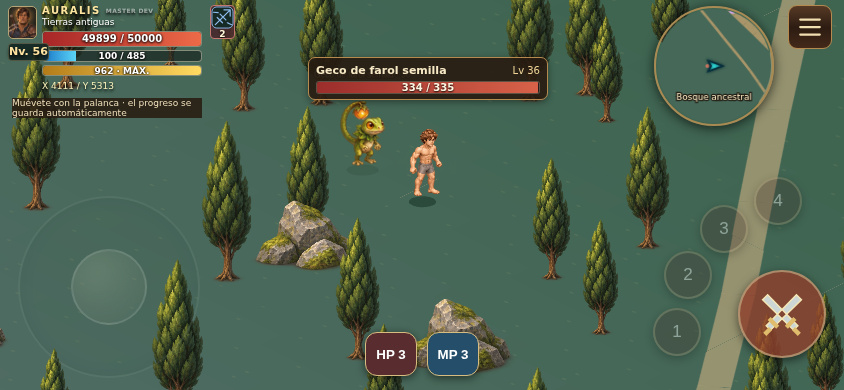 AURALIS MASTER DEV
Tierras antiguas
49899 / 50000
Nv. 56
100 / 485
962 · MÁX.
X 4111 / Y 5313
Muévete con la palanca · el progreso se
guarda automáticamente
2
Geco de farol semilla Lv 36
334 / 335
Bosque ancestral
4
3
2
1
HP 3
MP 3